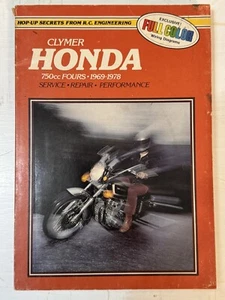 HOP-UP SECRETS FROM R.C. ENGINEERING
EXCLUSIVE:
FULL COLOR
Wiring Diagrams
CLYMER
HONDA
750cc FOURS • 1969-1978
SERVICE • REPAIR • PERFORMANCE